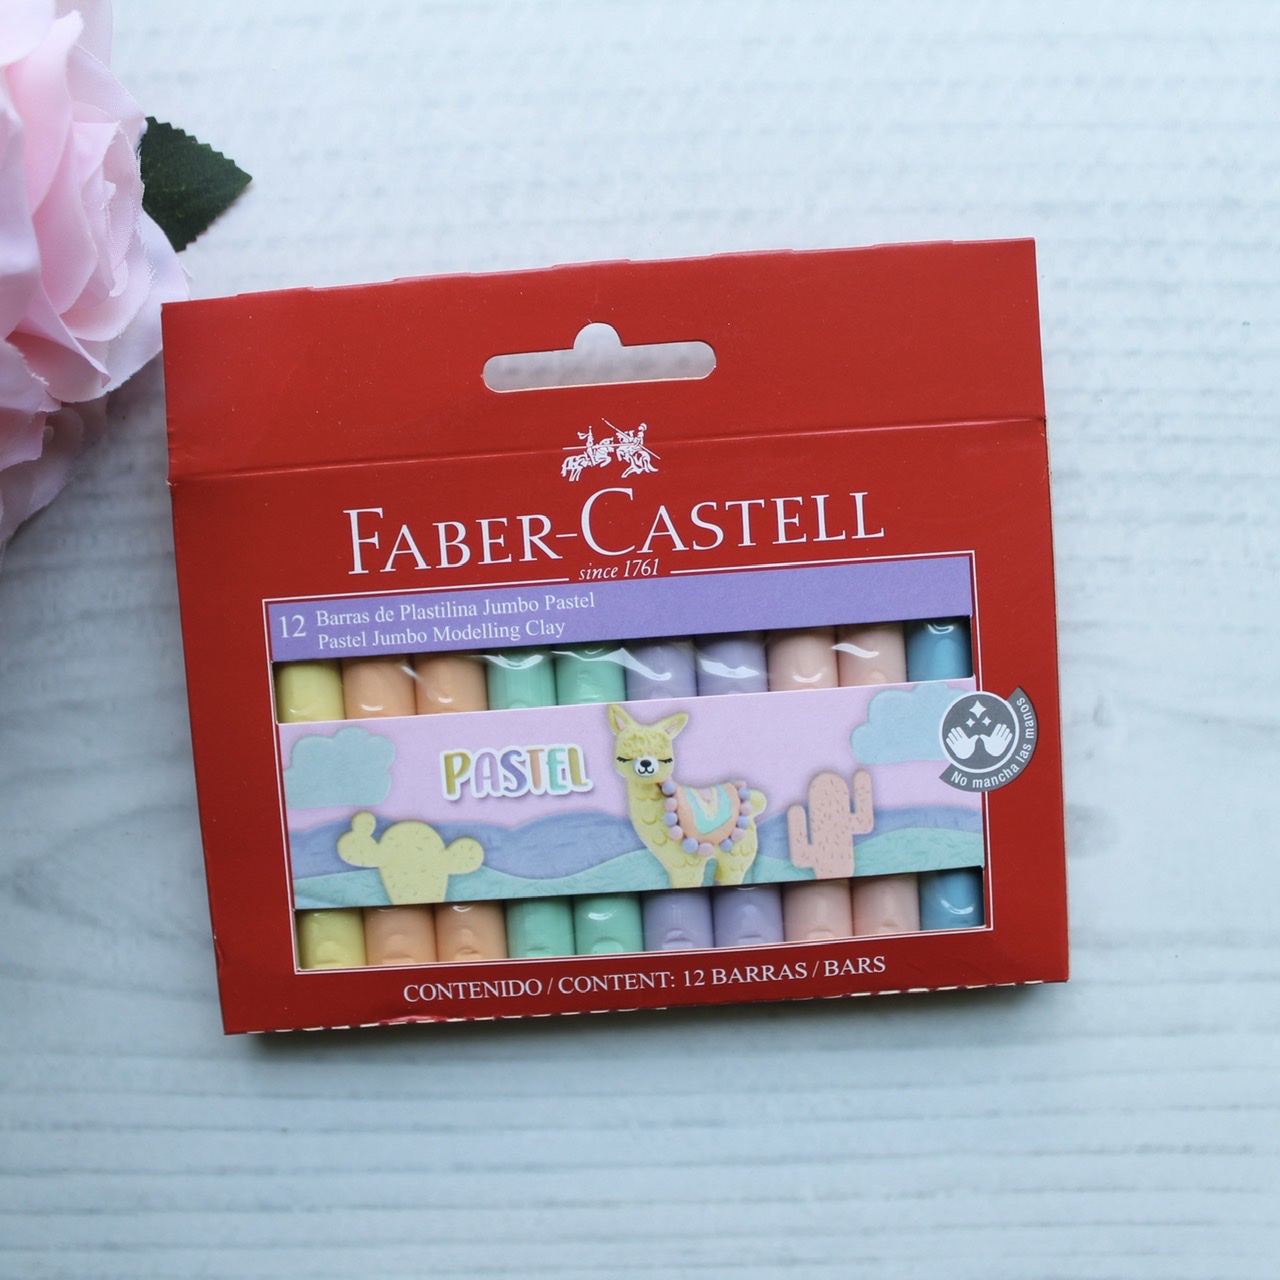 FABER-CASTELL
since 1761
12 Barras de Plastilina Jumbo Pastel
Pastel Jumbo Modelling Clay
PASTEL
No mancha las manos
CONTENIDO / CONTENT: 12 BARRAS / BARS